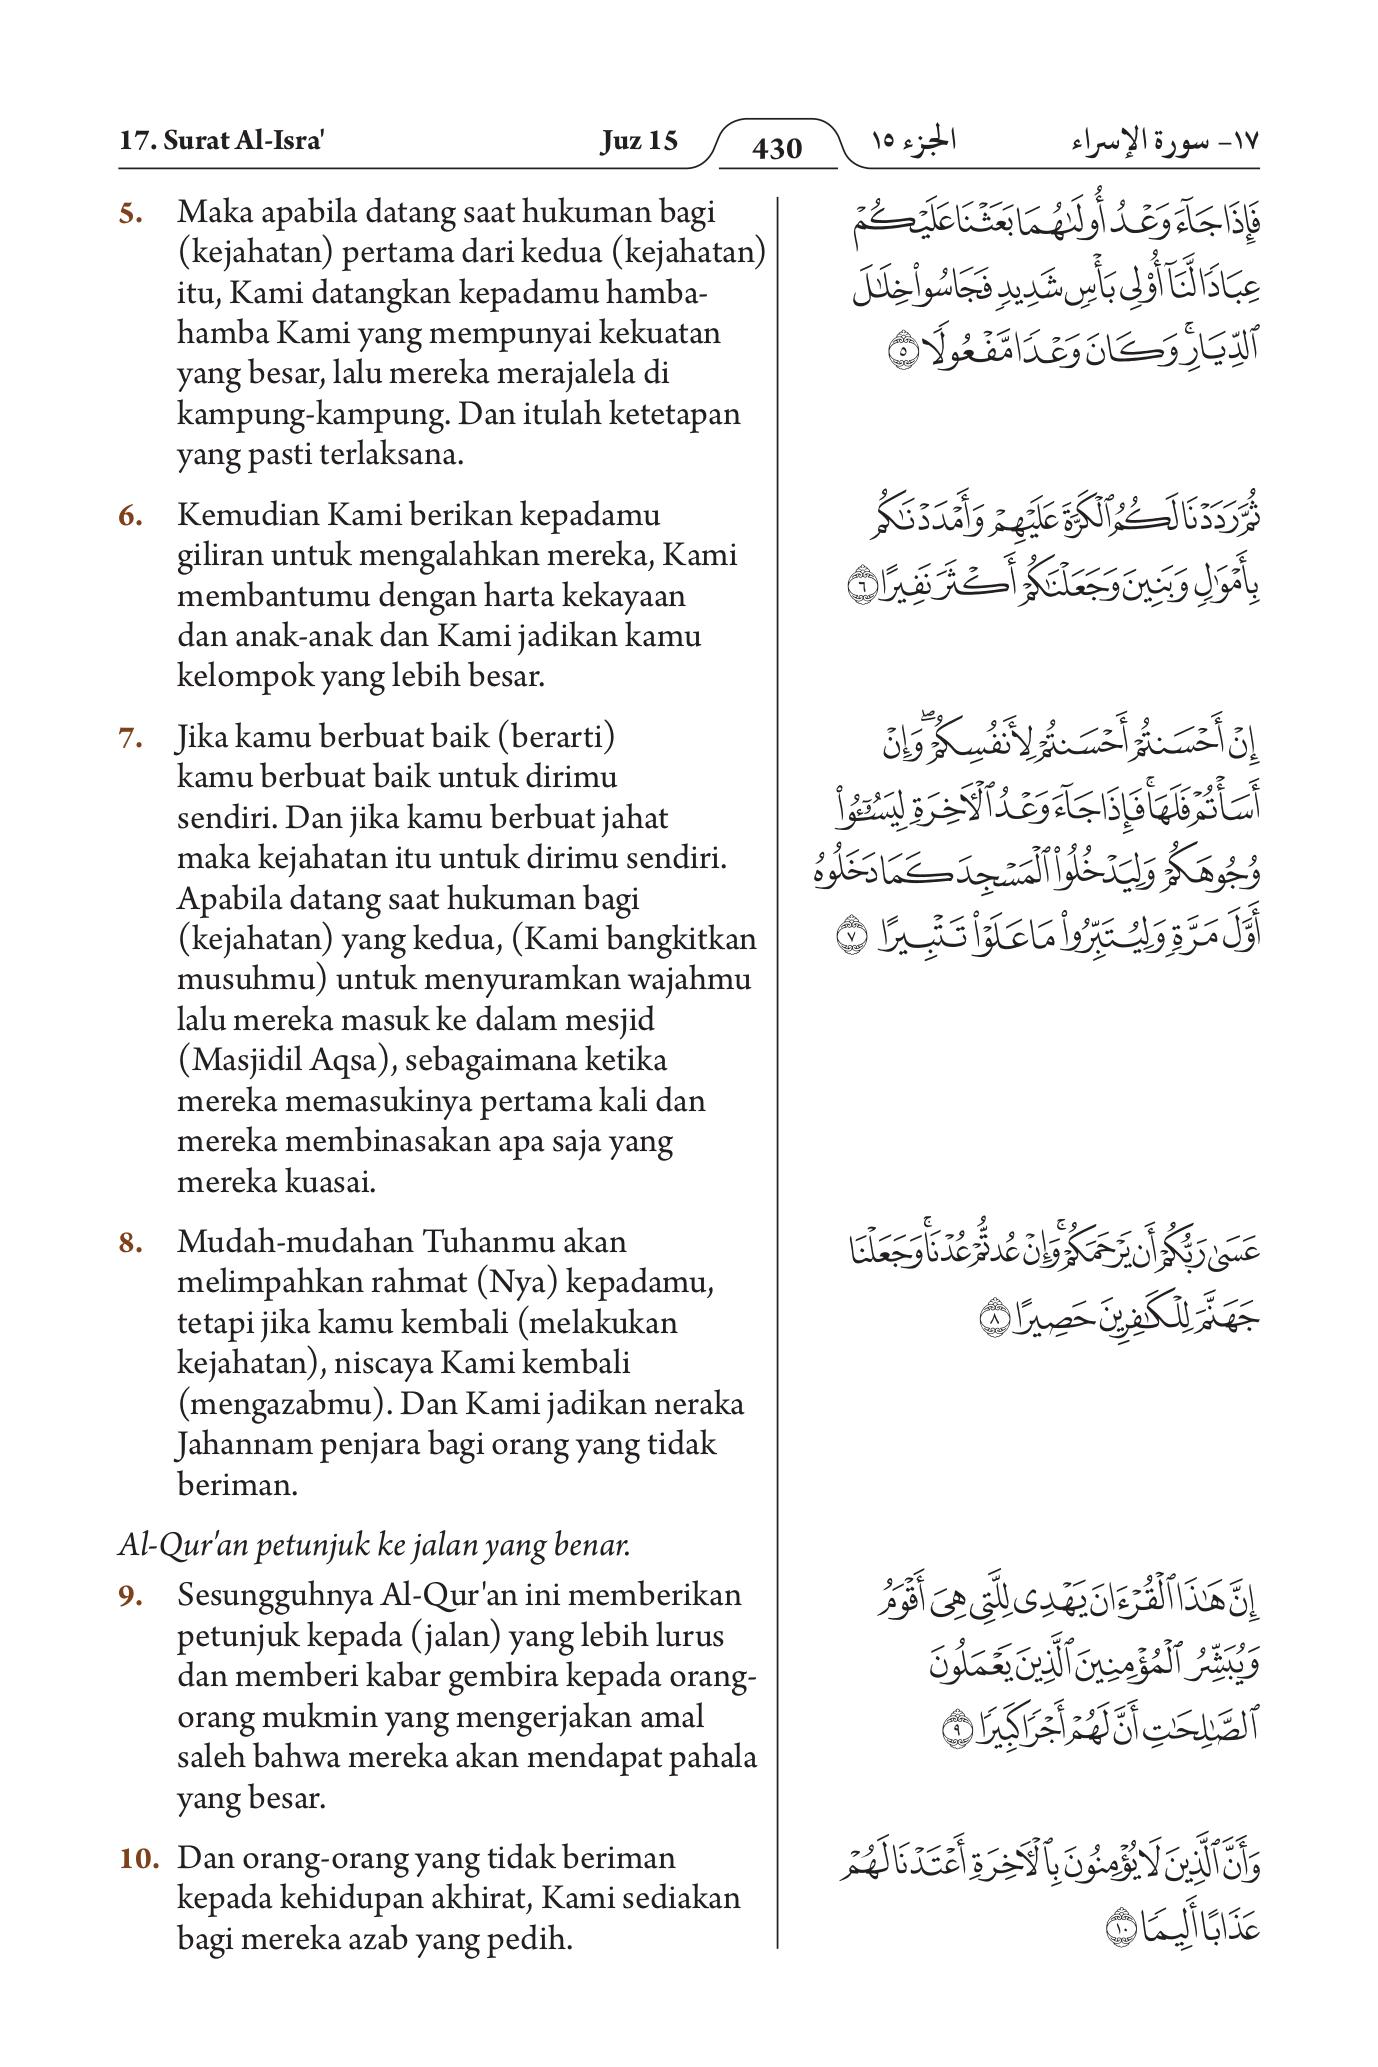 17. Surat Al-Isra'
Juz 15
430
الجزء ١٥
١٧– سورة الإسراء
5. Maka apabila datang saat hukuman bagi
(kejahatan) pertama dari kedua (kejahatan)
itu, Kami datangkan kepadamu hamba-
hamba Kami yang mempunyai kekuatan
yang besar, lalu mereka merajalela di
kampung-kampung. Dan itulah ketetapan
yang pasti terlaksana.
6. Kemudian Kami berikan kepadamu
giliran untuk mengalahkan mereka, Kami
membantumu dengan harta kekayaan
dan anak-anak dan Kami jadikan kamu
kelompok yang lebih besar.
7. Jika kamu berbuat baik (berarti)
kamu berbuat baik untuk dirimu
sendiri. Dan jika kamu berbuat jahat
maka kejahatan itu untuk dirimu sendiri.
Apabila datang saat hukuman bagi
(kejahatan) yang kedua, (Kami bangkitkan
musuhmu) untuk menyuramkan wajahmu
lalu mereka masuk ke dalam mesjid
(Masjidil Aqsa), sebagaimana ketika
mereka memasukinya pertama kali dan
mereka membinasakan apa saja yang
mereka kuasai.
8. Mudah-mudahan Tuhanmu akan
melimpahkan rahmat (Nya) kepadamu,
tetapi jika kamu kembali (melakukan
kejahatan), niscaya Kami kembali
(mengazabmu). Dan Kami jadikan neraka
Jahannam penjara bagi orang yang tidak
beriman.
Al-Qur'an petunjuk ke jalan yang benar.
9. Sesungguhnya Al-Qur'an ini memberikan
petunjuk kepada (jalan) yang lebih lurus
dan memberi kabar gembira kepada orang-
orang mukmin yang mengerjakan amal
saleh bahwa mereka akan mendapat pahala
yang besar.
10. Dan orang-orang yang tidak beriman
kepada kehidupan akhirat, Kami sediakan
bagi mereka azab yang pedih.
فَإِذَا جَآءَ وَعْدُ أُولَىٰهُمَا بَعَثْنَا عَلَيْكُمْ
عِبَادًا لَّنَآ أُو۟لِى بَأْسٍ شَدِيدٍ فَجَاسُوا۟ خِلَـٰلَ
ٱلدِّيَارِ ۚ وَكَانَ وَعْدًا مَّفْعُولًا ٥
ثُمَّ رَدَدْنَا لَكُمُ ٱلْكَرَّةَ عَلَيْهِمْ وَأَمْدَدْنَـٰكُم
بِأَمْوَٰلٍ وَبَنِينَ وَجَعَلْنَـٰكُمْ أَكْثَرَ نَفِيرًا ٦
إِنْ أَحْسَنتُمْ أَحْسَنتُمْ لِأَنفُسِكُمْ ۖ وَإِنْ
أَسَأْتُمْ فَلَهَا ۚ فَإِذَا جَآءَ وَعْدُ ٱلْـَٔاخِرَةِ لِيَسُـۥٓـُٔوا۟
وُجُوهَكُمْ وَلِيَدْخُلُوا۟ ٱلْمَسْجِدَ كَمَا دَخَلُوهُ
أَوَّلَ مَرَّةٍ وَلِيُتَبِّرُوا۟ مَا عَلَوْا۟ تَتْبِيرًا ٧
عَسَىٰ رَبُّكُمْ أَن يَرْحَمَكُمْ ۚ وَإِنْ عُدتُّمْ عُدْنَا ۘ وَجَعَلْنَا
جَهَنَّمَ لِلْكَـٰفِرِينَ حَصِيرًا ٨
إِنَّ هَـٰذَا ٱلْقُرْءَانَ يَهْدِى لِلَّتِى هِىَ أَقْوَمُ
وَيُبَشِّرُ ٱلْمُؤْمِنِينَ ٱلَّذِينَ يَعْمَلُونَ
ٱلصَّـٰلِحَـٰتِ أَنَّ لَهُمْ أَجْرًا كَبِيرًا ٩
وَأَنَّ ٱلَّذِينَ لَا يُؤْمِنُونَ بِٱلْـَٔاخِرَةِ أَعْتَدْنَا لَهُمْ
عَذَابًا أَلِيمًا ١٠